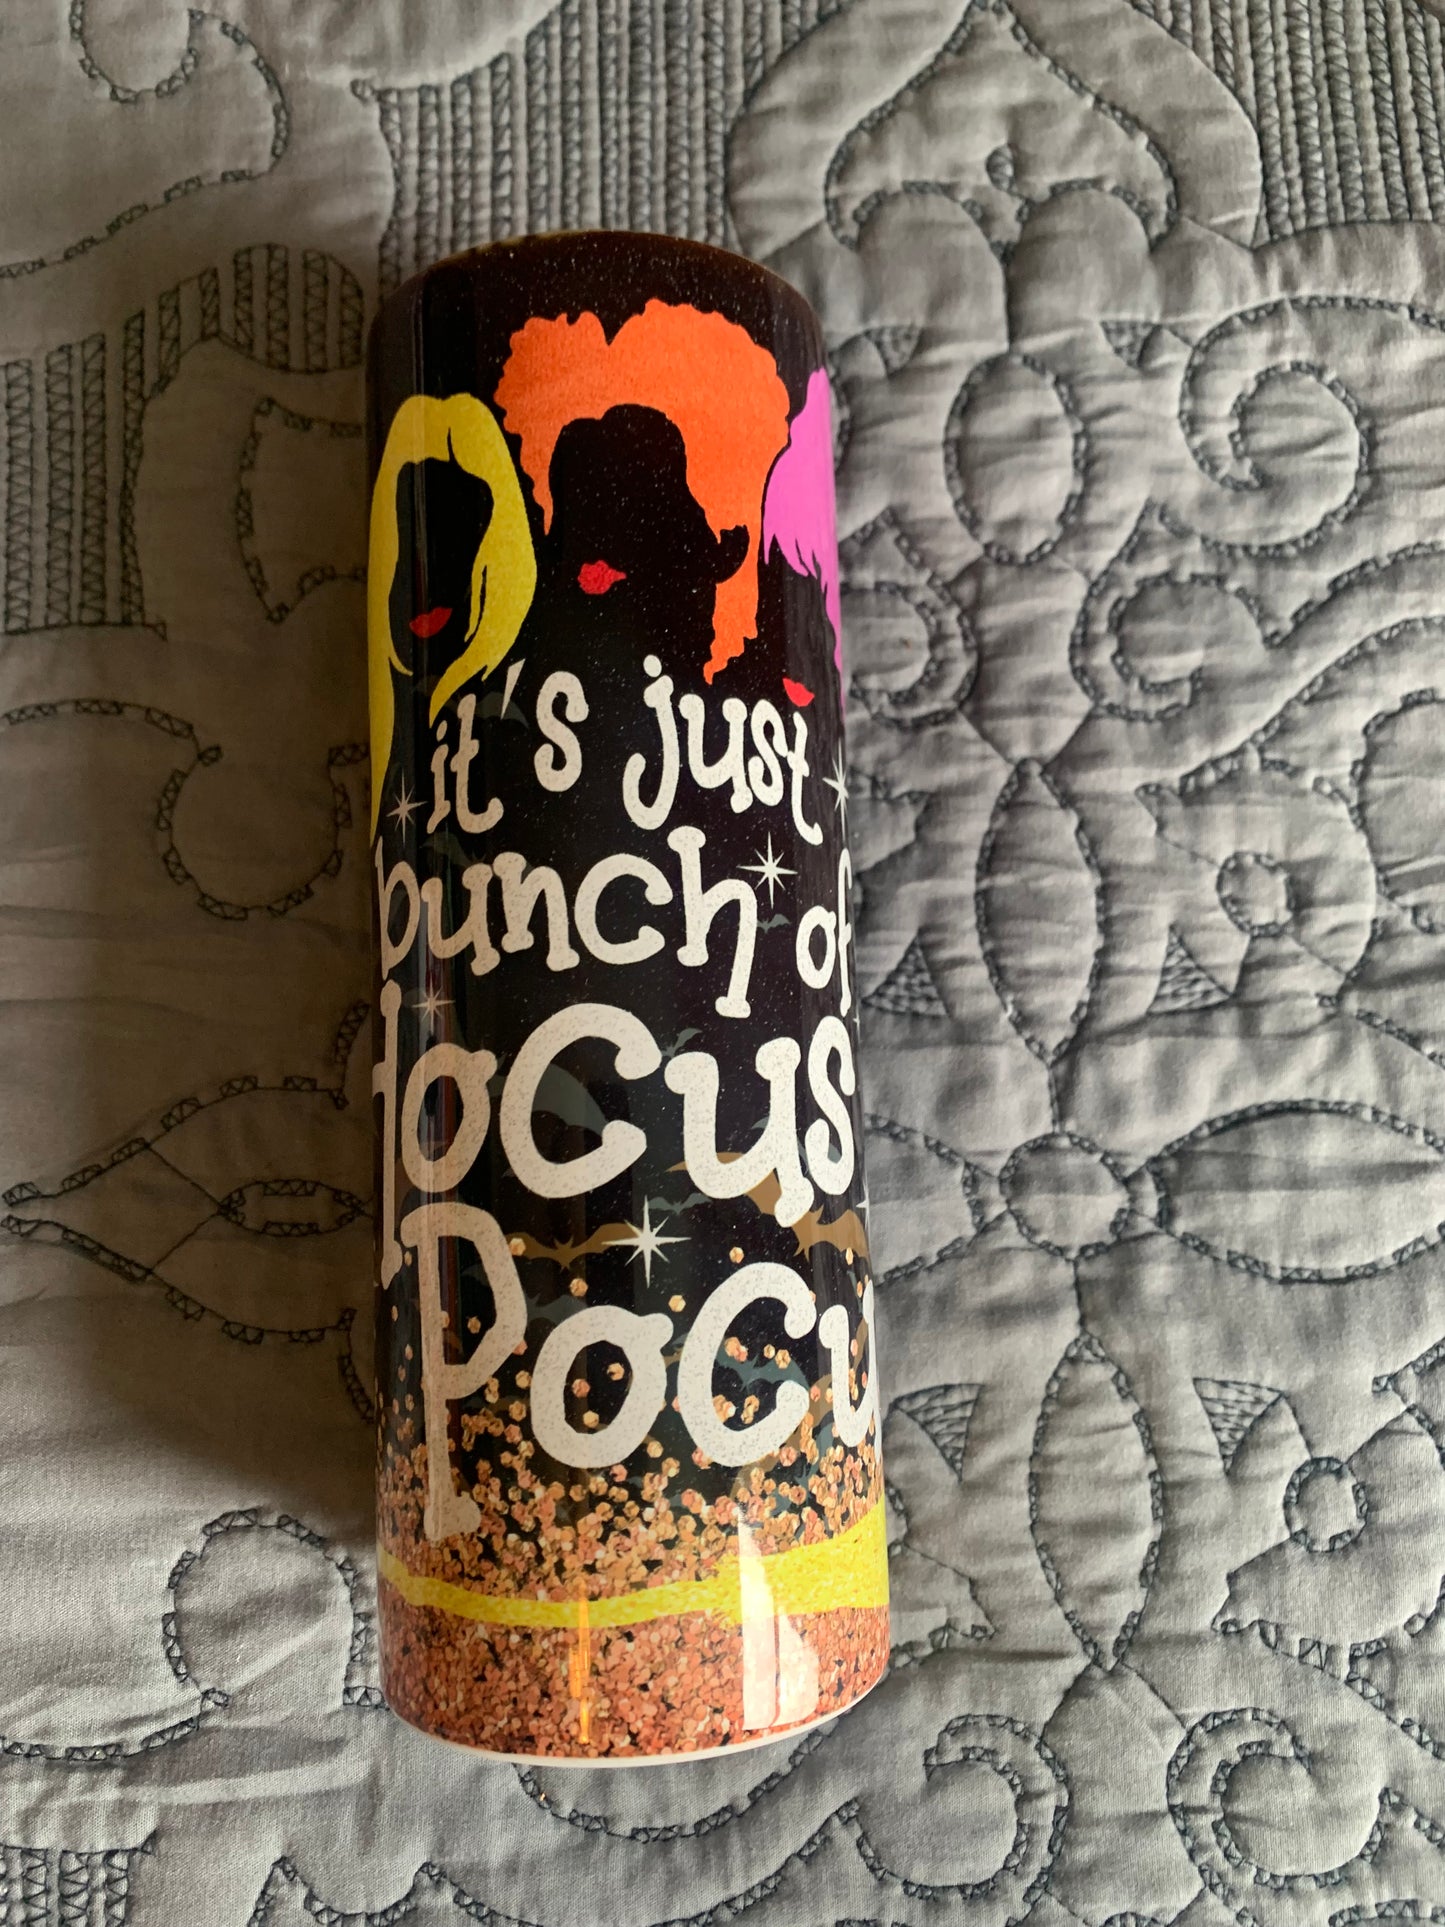 it's just
bunch of
Hocus
Pocu